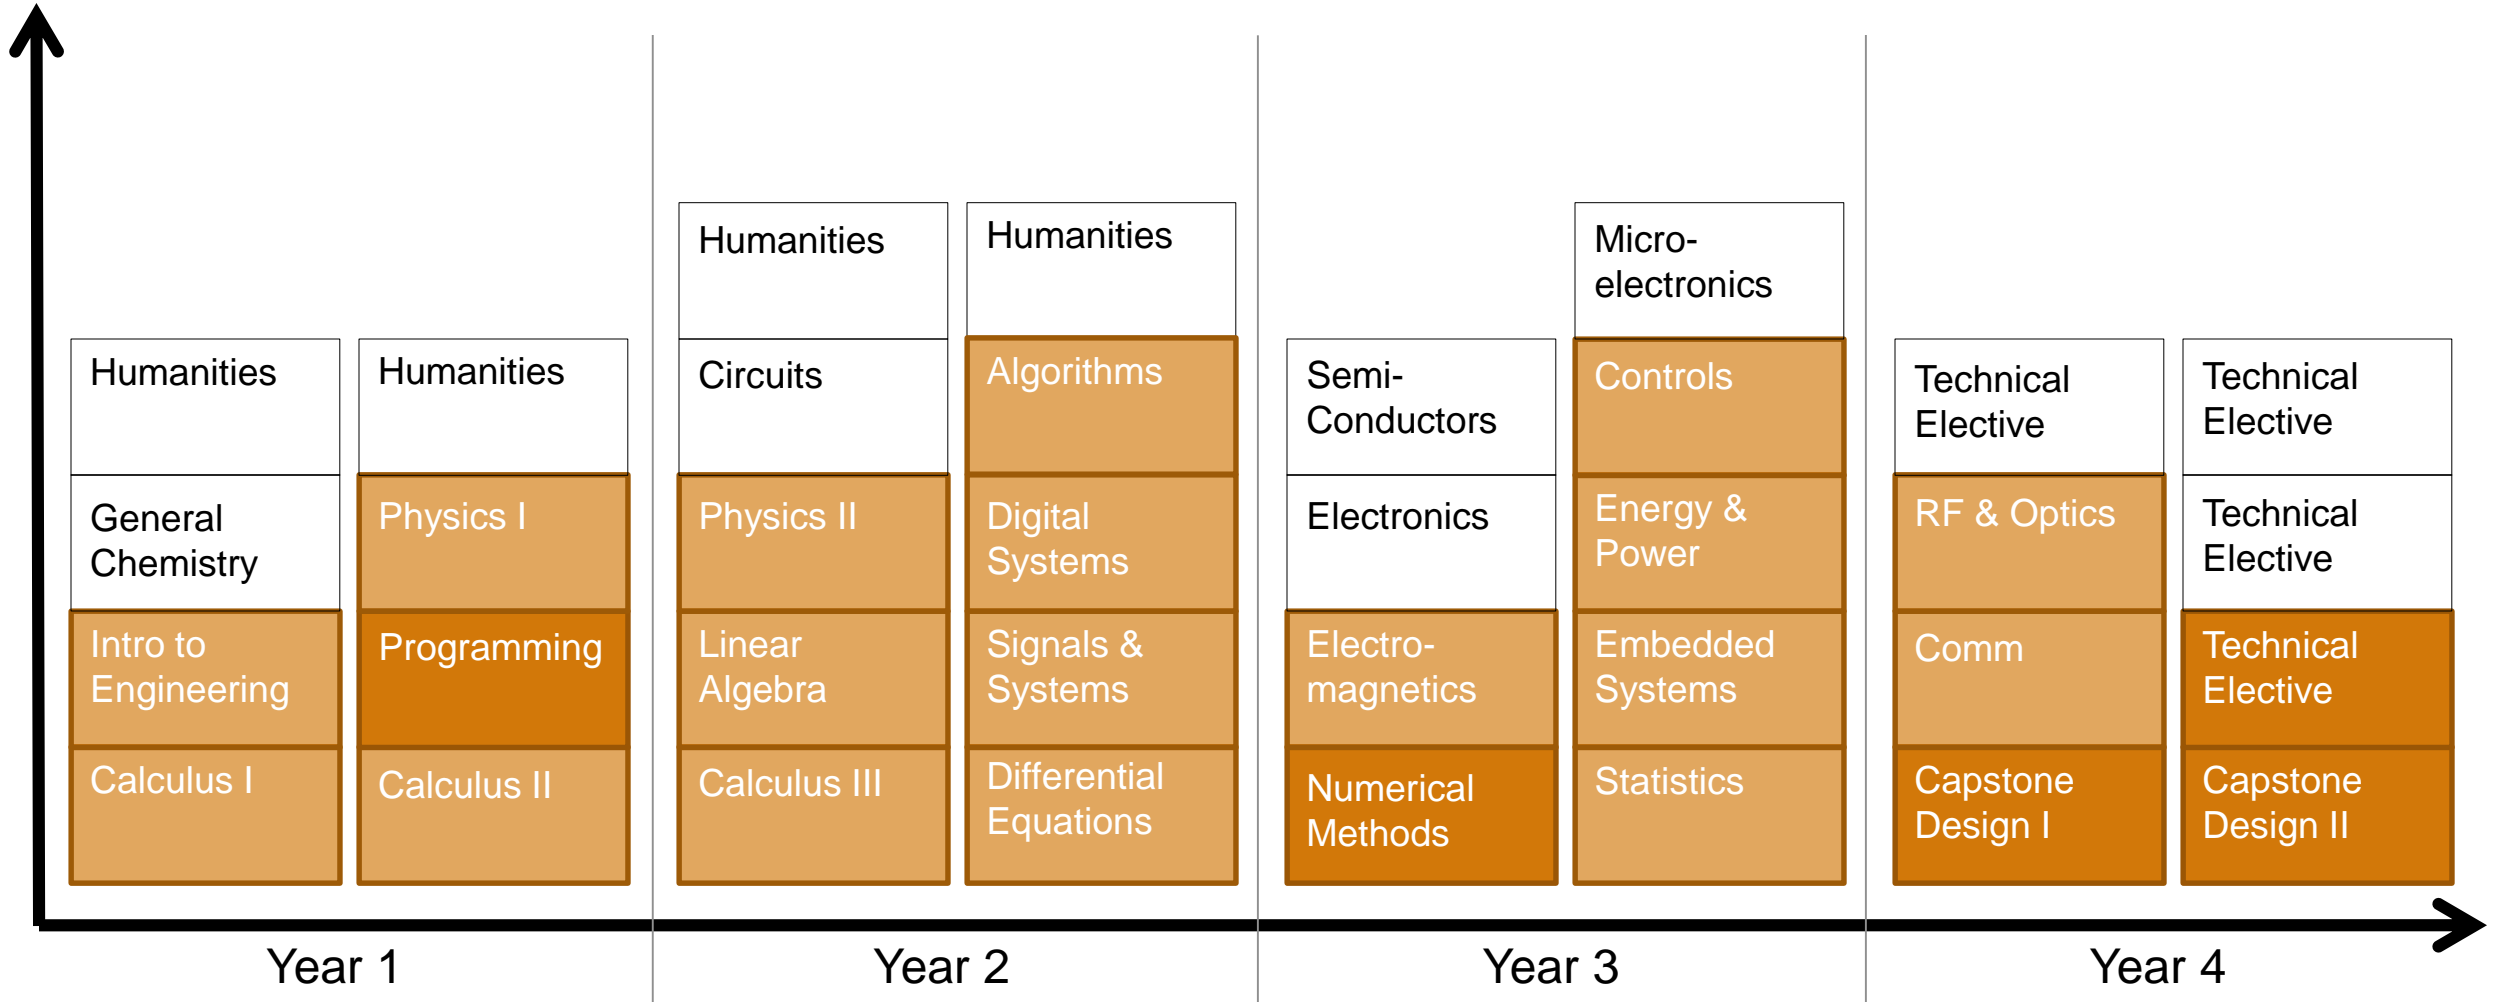 Humanities
General
Chemistry
Intro to
Engineering
Calculus I
Humanities
Physics I
Programming
Calculus II
Humanities
Circuits
Physics II
Linear
Algebra
Calculus III
Humanities
Algorithms
Digital
Systems
Signals &
Systems
Differential
Equations
Semi-
Conductors
Electronics
Electro-
magnetics
Numerical
Methods
Micro-
electronics
Controls
Energy &
Power
Embedded
Systems
Statistics
Technical
Elective
RF & Optics
Comm
Capstone
Design I
Technical
Elective
Technical
Elective
Technical
Elective
Capstone
Design II
Year 1
Year 2
Year 3
Year 4